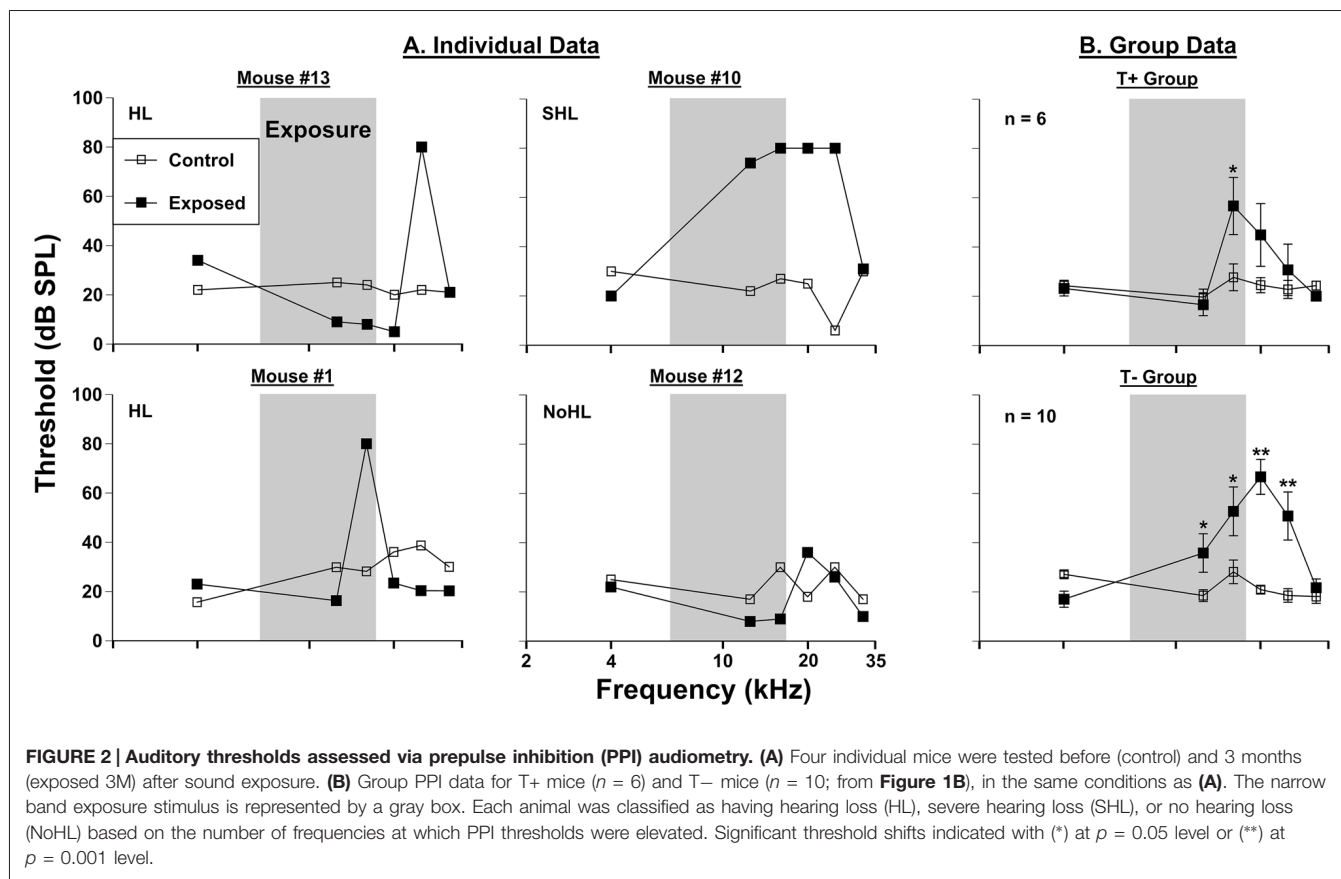 A. Individual Data
B. Group Data
Mouse #13
Mouse #10
T+ Group
100
80
60
40
20
0
HL
Exposure
Control
Exposed
SHL
n = 6
*
Threshold (dB SPL)
Mouse #1
Mouse #12
T- Group
100
80
60
40
20
0
HL
NoHL
n = 10
* * ** **
2 4 10 20 35
Frequency (kHz)
FIGURE 2 | Auditory thresholds assessed via prepulse inhibition (PPI) audiometry. (A) Four individual mice were tested before (control) and 3 months
(exposed 3M) after sound exposure. (B) Group PPI data for T+ mice (n = 6) and T− mice (n = 10; from Figure 1B), in the same conditions as (A). The narrow
band exposure stimulus is represented by a gray box. Each animal was classified as having hearing loss (HL), severe hearing loss (SHL), or no hearing loss
(NoHL) based on the number of frequencies at which PPI thresholds were elevated. Significant threshold shifts indicated with (*) at p = 0.05 level or (**) at
p = 0.001 level.